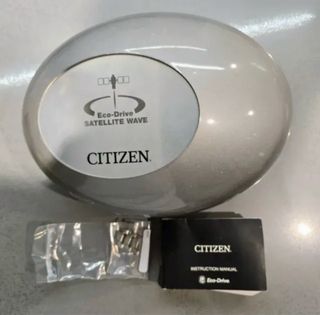 Eco-Drive
SATELLITE WAVE
CITIZEN
CITIZEN
INSTRUCTION MANUAL
Eco-Drive